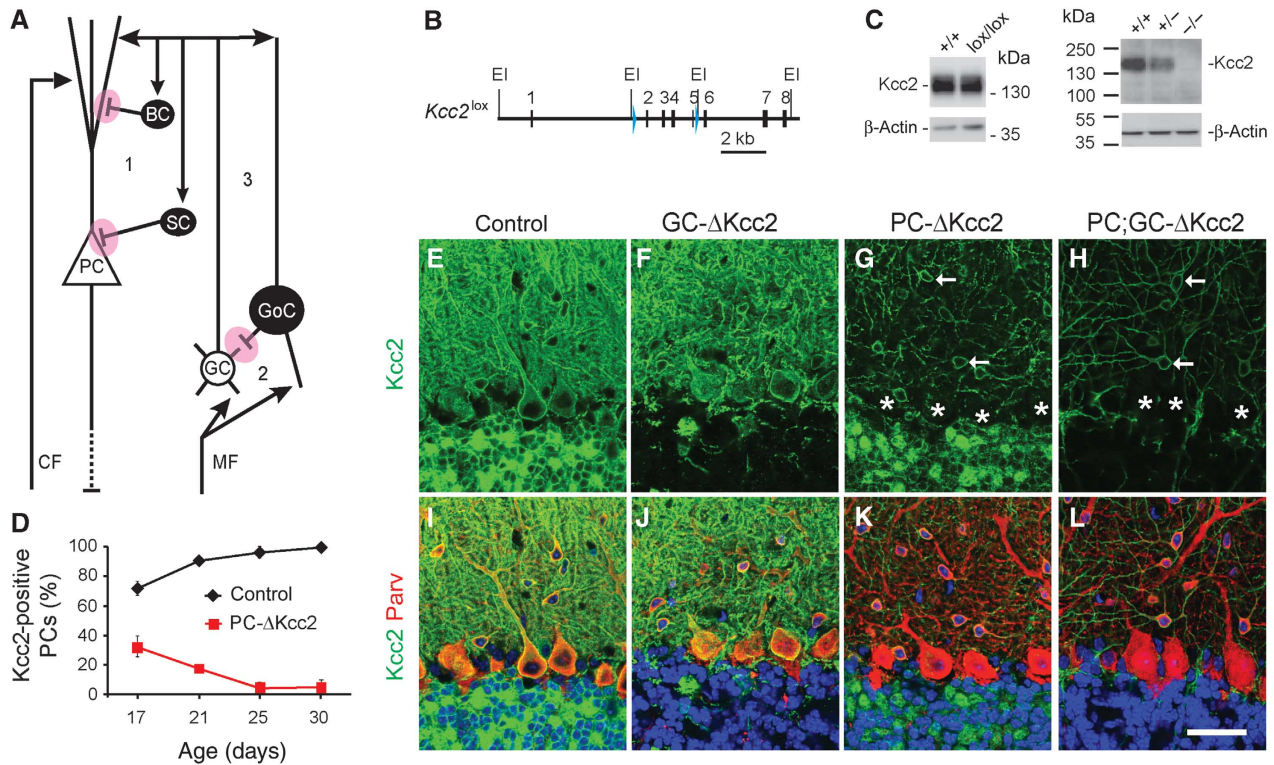 A
BC
1
3
SC
PC
GoC
GC
2
CF
MF
B
EI EI EI EI
1 2 3 4 5 6 7 8
Kcc2lox
2 kb
C
+/+ lox/lox
kDa
Kcc2 -
- 130
β-Actin -
- 35
kDa
+/+ +/- -/-
250
130
100
55
35
-Kcc2
-β-Actin
D
Kcc2-positive
PCs (%)
100
80
60
40
20
0
Control
PC-ΔKcc2
17 21 25 30
Age (days)
Control GC-ΔKcc2 PC-ΔKcc2 PC;GC-ΔKcc2
Kcc2
E F G H
* * * * * * *
Kcc2 Parv
I J K L